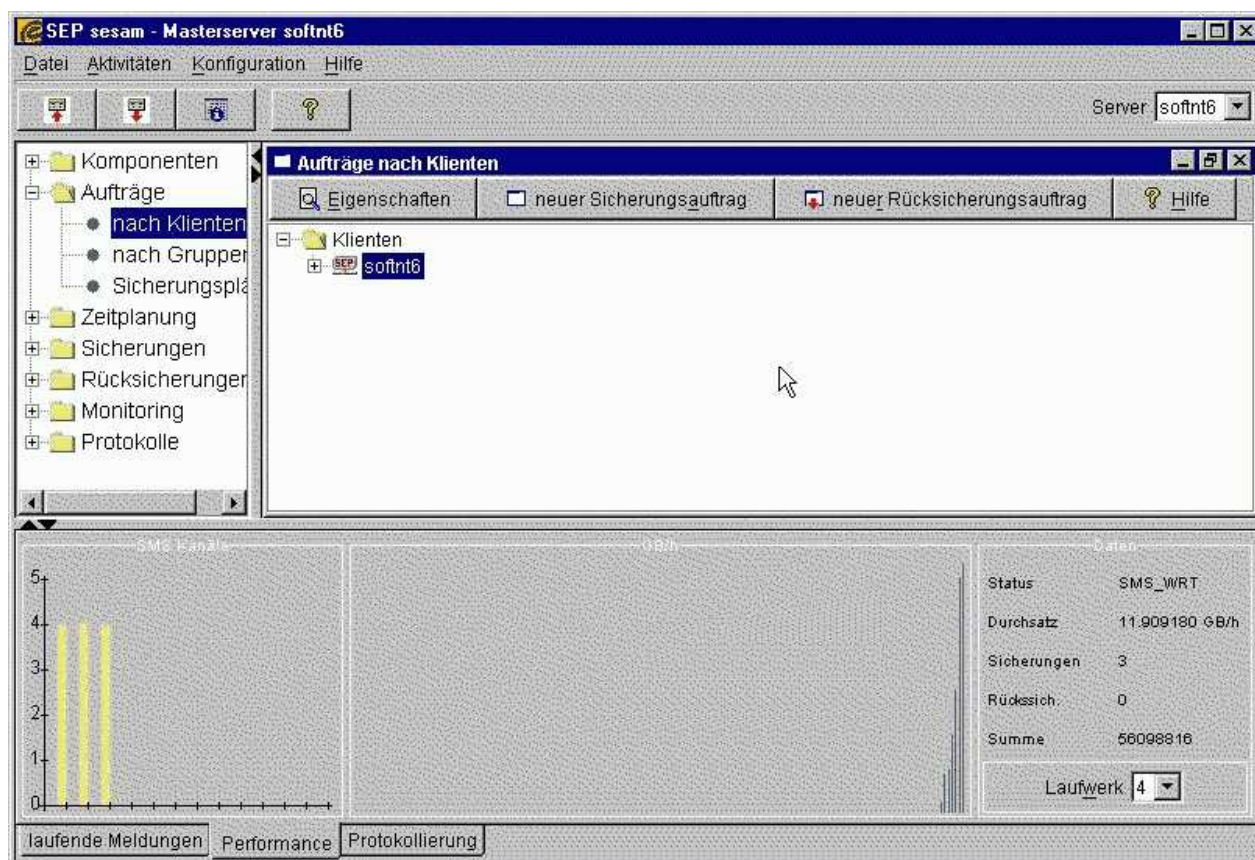 SEP sesam - Masterserver softnt6
Datei Aktivitäten Konfiguration Hilfe
Server softnt6
Komponenten
Aufträge
nach Klienten
nach Gruppen
Sicherungsplä
Zeitplanung
Sicherungen
Rücksicherungen
Monitoring
Protokolle
Aufträge nach Klienten
Eigenschaften
neuer Sicherungsauftrag
neuer Rücksicherungsauftrag
Hilfe
Klienten
SEP softnt6
SMS Kanäle
5
4
3
2
1
0
GB/h
Daten
Status SMS_WRT
Durchsatz 11.909180 GB/h
Sicherungen 3
Rückssich. 0
Summe 56098816
Laufwerk 4
laufende Meldungen
Performance
Protokollierung